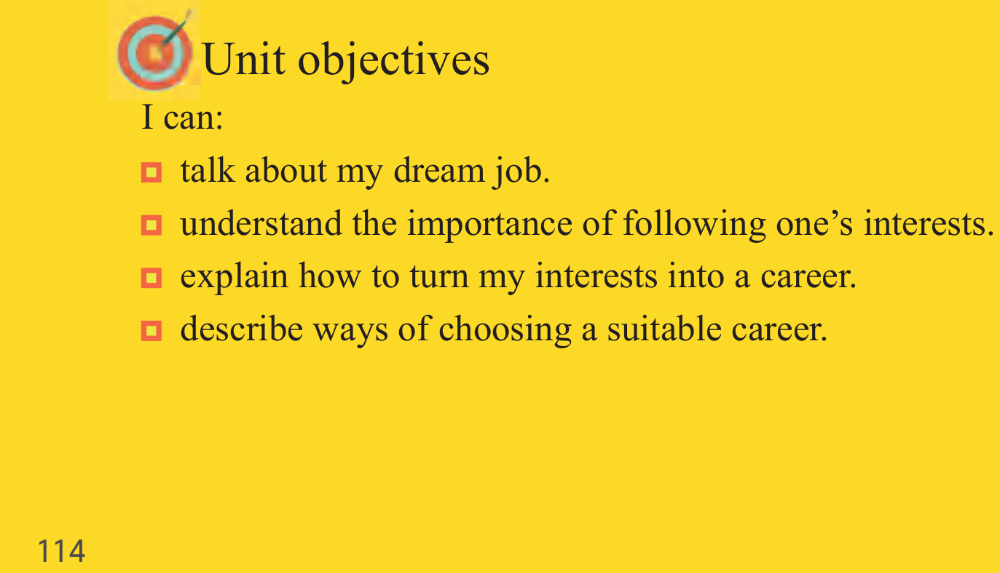 Unit objectives
I can:
talk about my dream job.
understand the importance of following one’s interests.
explain how to turn my interests into a career.
describe ways of choosing a suitable career.
114